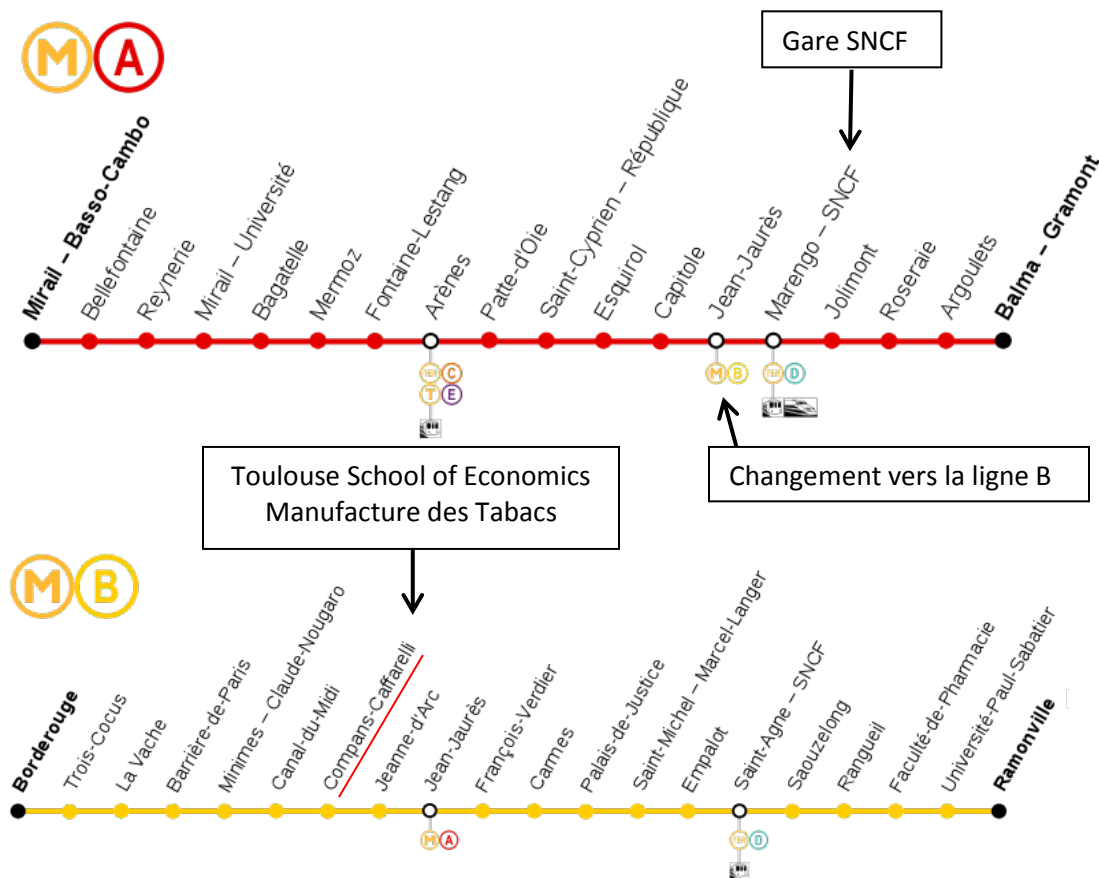 M A
Gare SNCF
Mirail – Basso-Cambo
Bellefontaine
Reynerie
Mirail – Université
Bagatelle
Mermoz
Fontaine-Lestang
Arènes
Patte-d'Oie
Saint-Cyprien – République
Esquirol
Capitole
Jean-Jaurès
Marengo – SNCF
Jolimont
Roseraie
Argoulets
Balma – Gramont
TER C
T E
M B
TER D
Toulouse School of Economics
Manufacture des Tabacs
Changement vers la ligne B
M B
Borderouge
Trois-Cocus
La Vache
Barrière-de-Paris
Minimes – Claude-Nougaro
Canal-du-Midi
Compans-Caffarelli
Jeanne-d'Arc
Jean-Jaurès
François-Verdier
Carmes
Palais-de-Justice
Saint-Michel – Marcel-Langer
Empalot
Saint-Agne – SNCF
Saouzelong
Rangueil
Faculté-de-Pharmacie
Université-Paul-Sabatier
Ramonville
M A
TER D